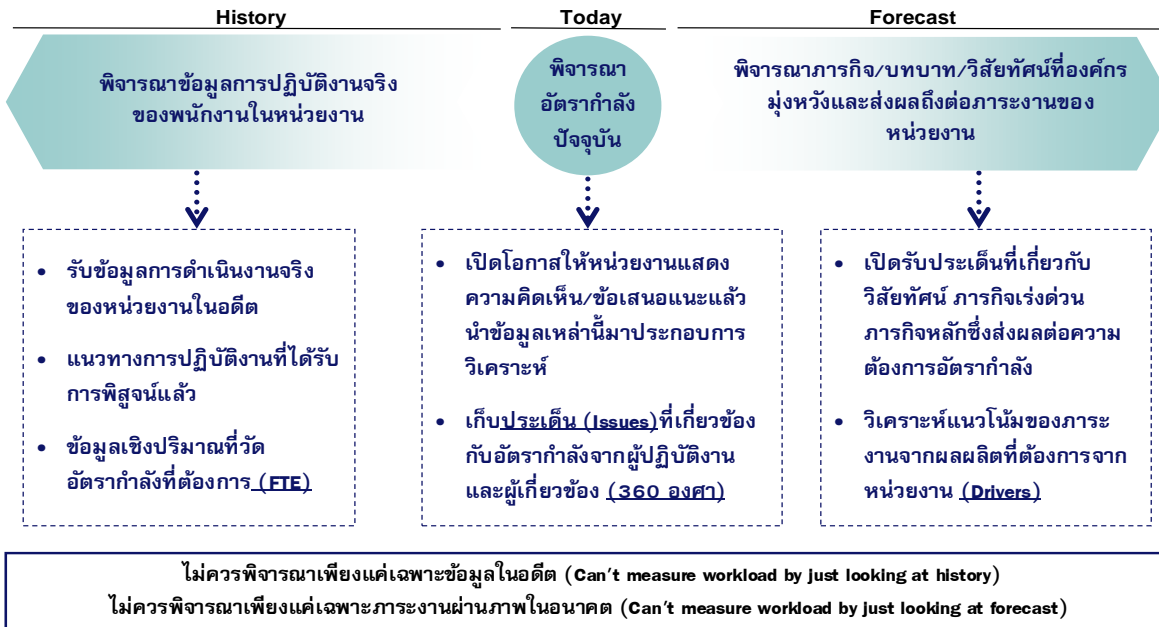 History
Today
Forecast
พิจารณาข้อมูลการปฏิบัติงานจริง
ของพนักงานในหน่วยงาน
พิจารณา
อัตรากำลัง
ปัจจุบัน
พิจารณาภารกิจ/บทบาท/วิสัยทัศน์ที่องค์กร
มุ่งหวังและส่งผลถึงต่อภาระงานของ
หน่วยงาน
• รับข้อมูลการดำเนินงานจริง
ของหน่วยงานในอดีต
• แนวทางการปฏิบัติงานที่ได้รับ
การพิสูจน์แล้ว
• ข้อมูลเชิงปริมาณที่วัด
อัตรากำลังที่ต้องการ (FTE)
• เปิดโอกาสให้หน่วยงานแสดง
ความคิดเห็น/ข้อเสนอแนะแล้ว
นำข้อมูลเหล่านี้มาประกอบการ
วิเคราะห์
• เก็บประเด็น (Issues)ที่เกี่ยวข้อง
กับอัตรากำลังจากผู้ปฏิบัติงาน
และผู้เกี่ยวข้อง (360 องศา)
• เปิดรับประเด็นที่เกี่ยวกับ
วิสัยทัศน์ ภารกิจเร่งด่วน
ภารกิจหลักซึ่งส่งผลต่อความ
ต้องการอัตรากำลัง
• วิเคราะห์แนวโน้มของภาระ
งานจากผลผลิตที่ต้องการจาก
หน่วยงาน (Drivers)
ไม่ควรพิจารณาเพียงแค่เฉพาะข้อมูลในอดีต (Can't measure workload by just looking at history)
ไม่ควรพิจารณาเพียงแค่เฉพาะภาระงานผ่านภาพในอนาคต (Can't measure workload by just looking at forecast)